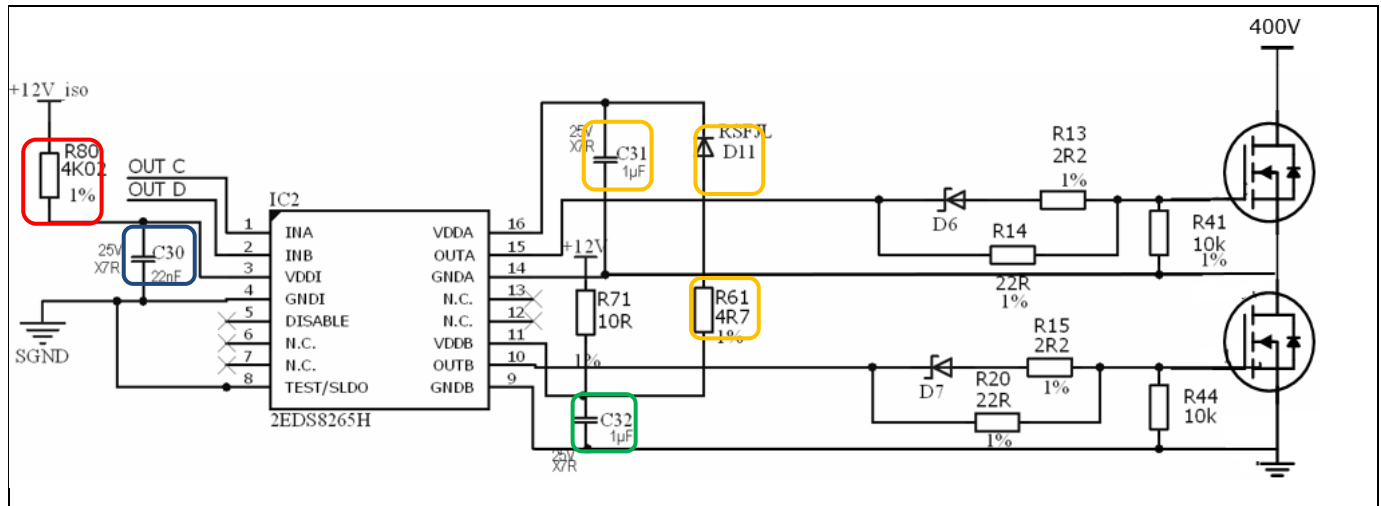 400V
+12V_iso
R80
4K02
1%
OUT C
OUT D
25V
X7R
C30
22nF
SGND
IC2
1
INA
2
INB
3
VDDI
4
GNDI
5
DISABLE
6
N.C.
7
N.C.
8
TEST/SLDO
VDDA
16
OUTA
15
GNDA
14
N.C.
13
N.C.
12
VDDB
11
OUTB
10
GNDB
9
2EDS8265H
25V
X7R
C31
1µF
RSFJL
D11
+12V
R71
10R
1%
R61
4R7
1%
C32
1µF
25V
X7R
D6
R13
2R2
1%
R14
22R
1%
R41
10k
1%
D7
R15
2R2
1%
R20
22R
1%
R44
10k